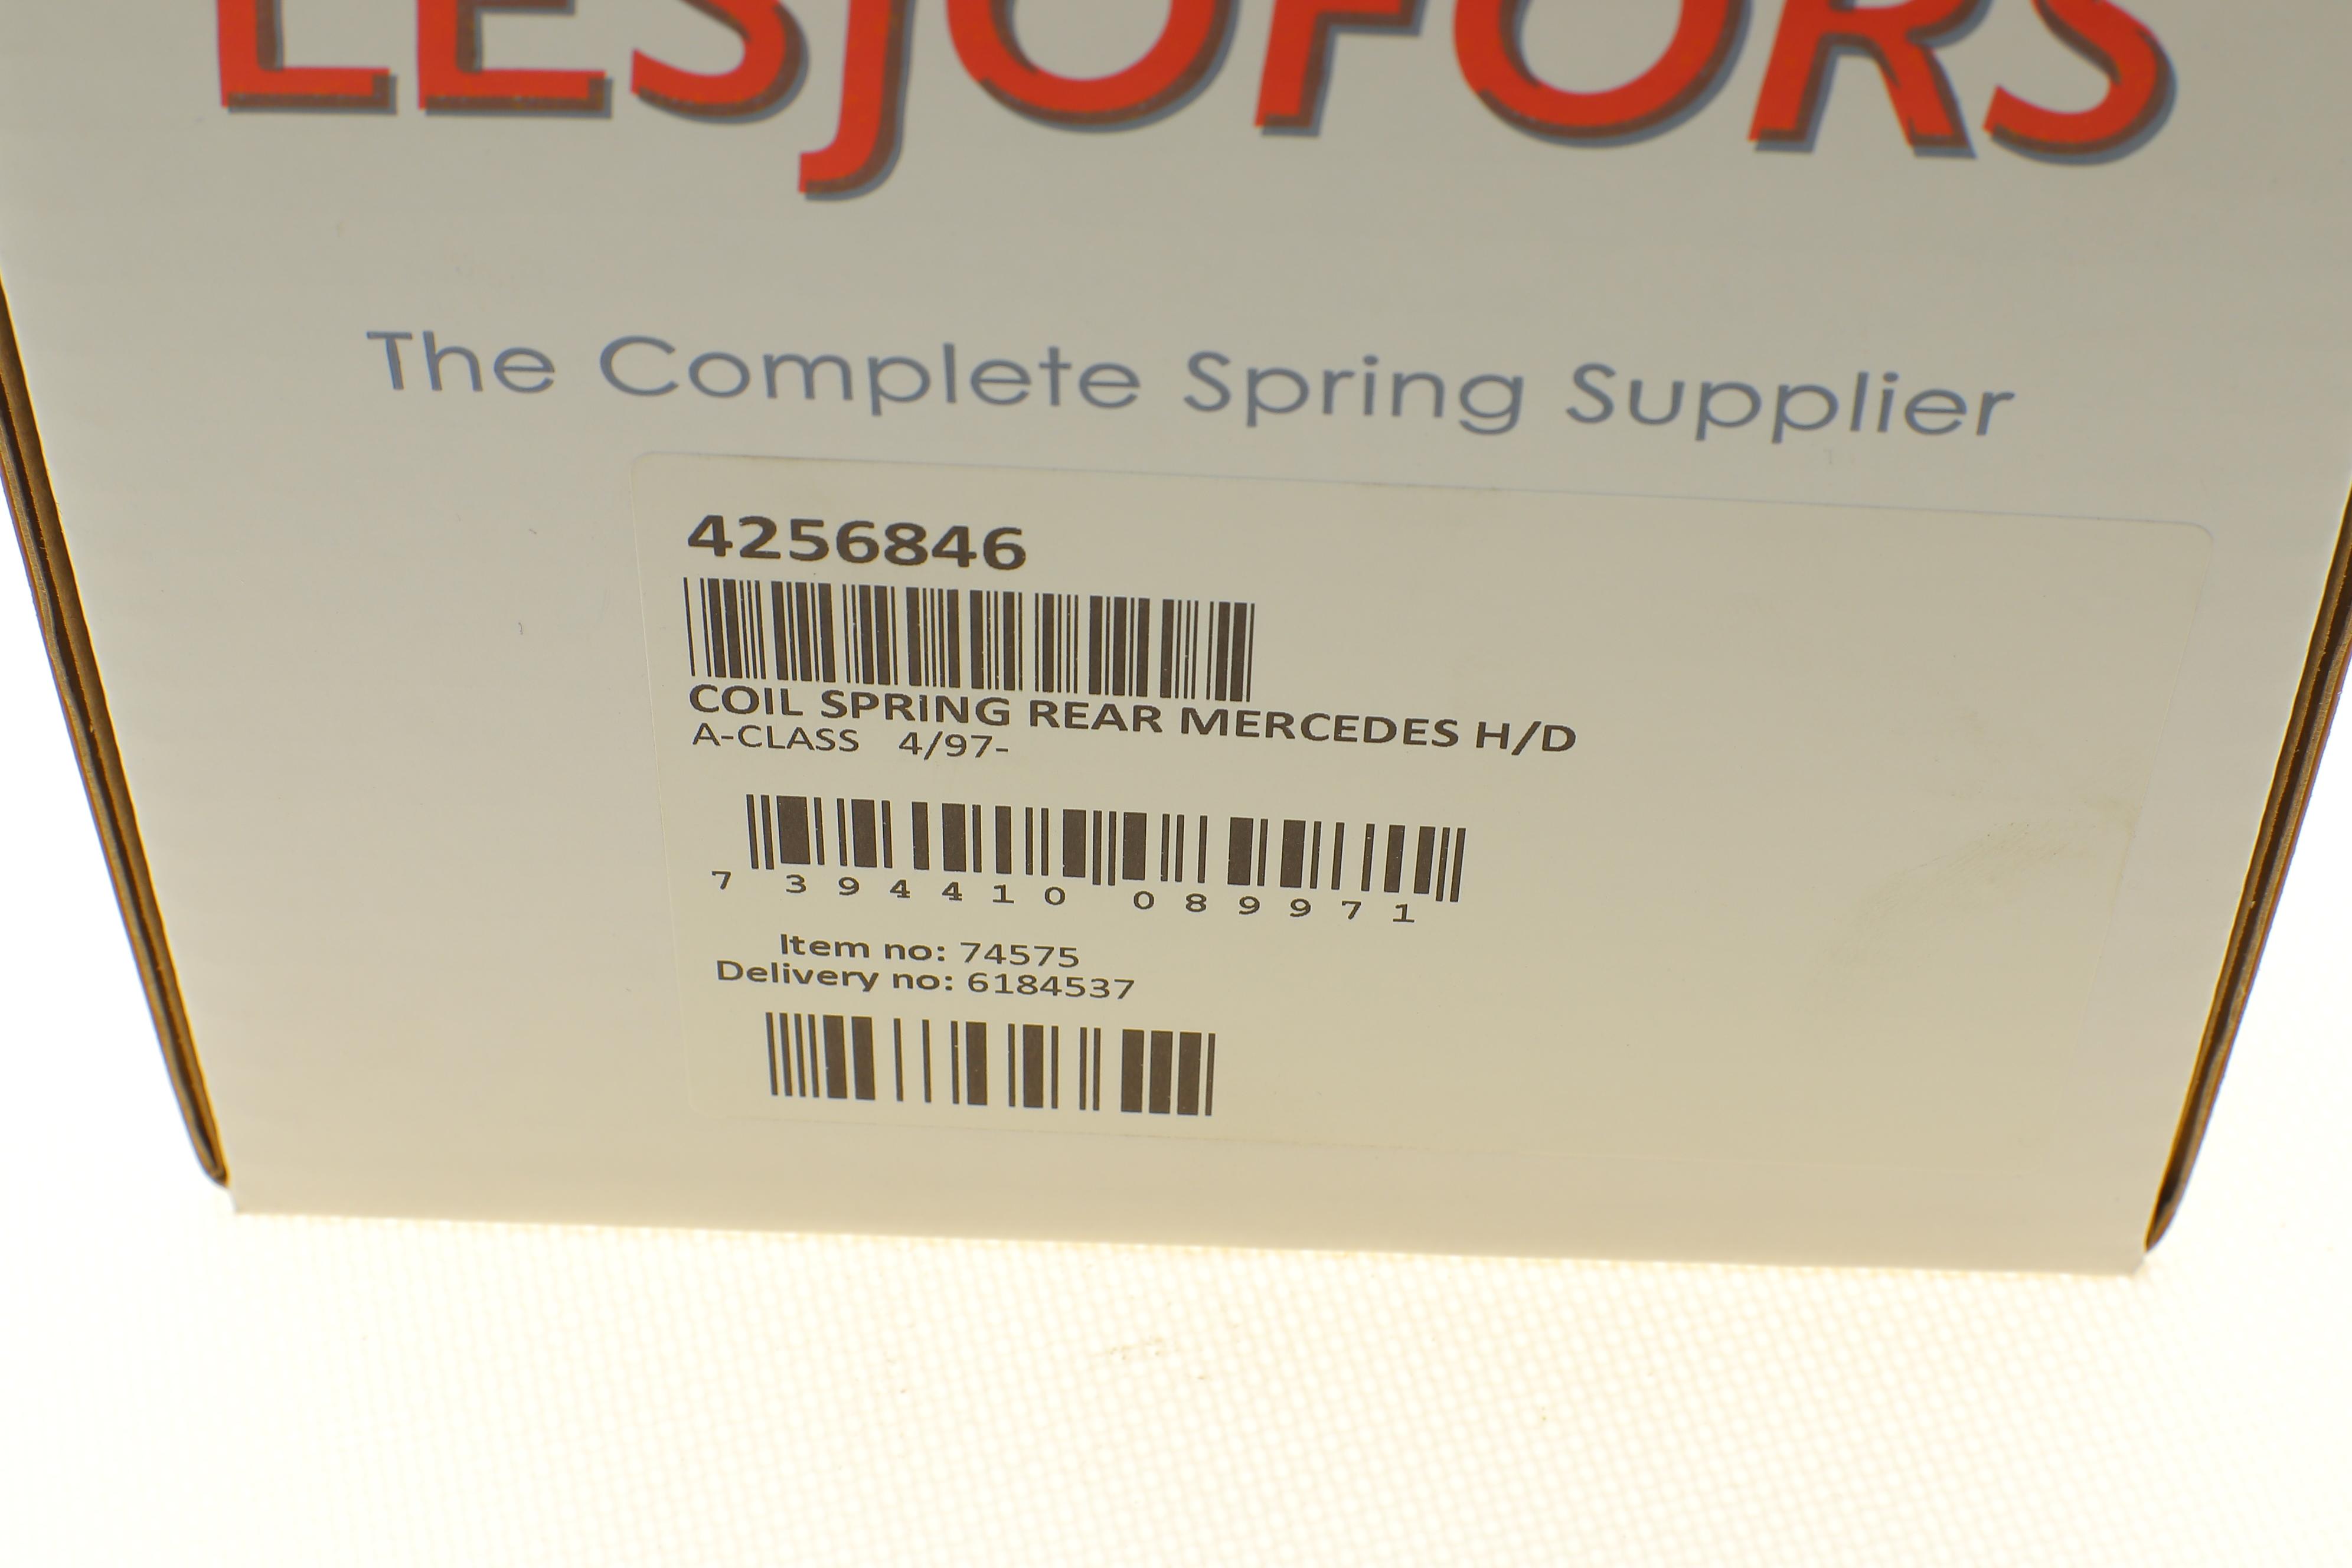 LESJOFORS
The Complete Spring Supplier
4256846
COIL SPRING REAR MERCEDES H/D
A-CLASS 4/97-
7 394410 089971
Item no: 74575
Delivery no: 6184537